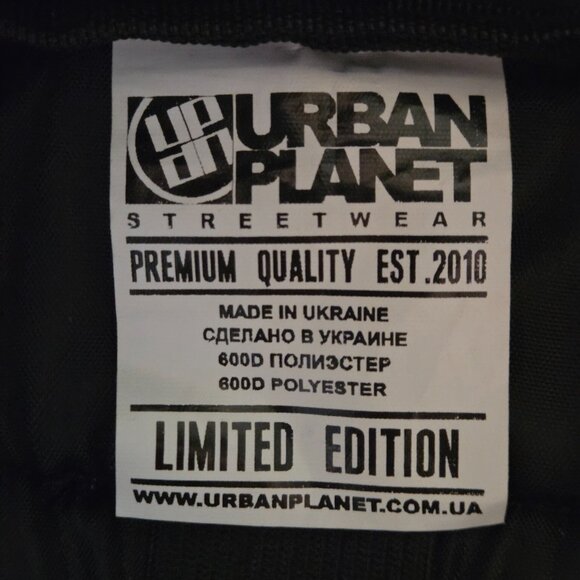 UP
URBAN
PLANET
STREETWEAR
PREMIUM QUALITY EST.2010
MADE IN UKRAINE
СДЕЛАНО В УКРАИНЕ
600D ПОЛИЭСТЕР
600D POLYESTER
LIMITED EDITION
WWW.URBANPLANET.COM.UA